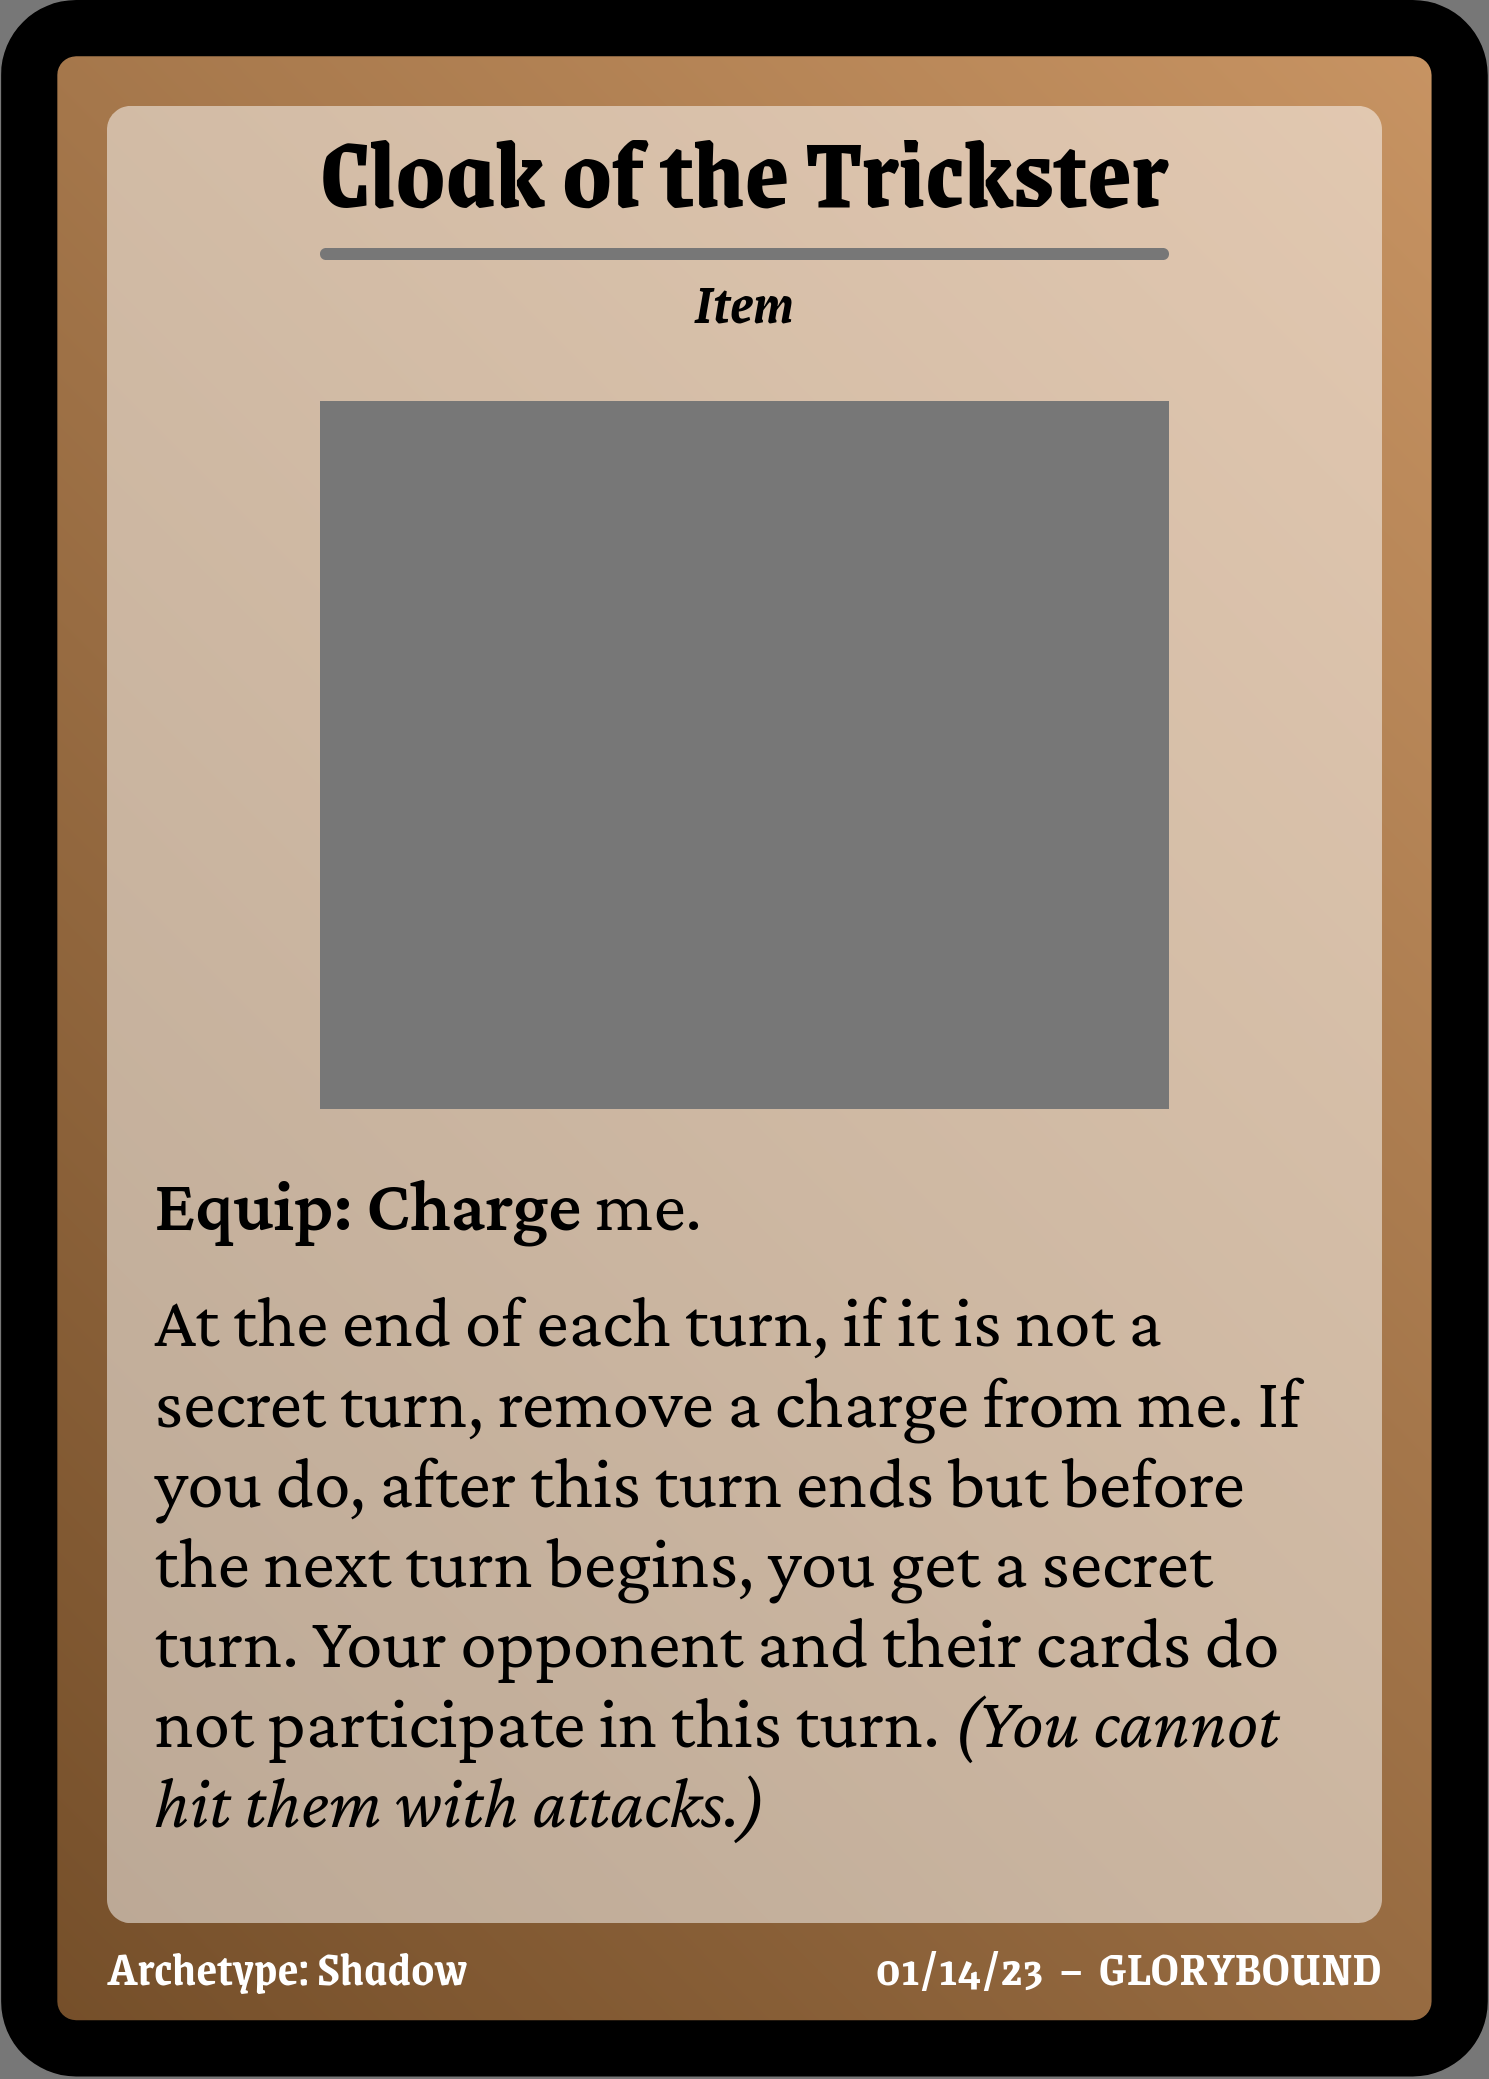 Cloak of the Trickster
Item
Equip: Charge me.
At the end of each turn, if it is not a
secret turn, remove a charge from me. If
you do, after this turn ends but before
the next turn begins, you get a secret
turn. Your opponent and their cards do
not participate in this turn. (You cannot
hit them with attacks.)
Archetype: Shadow
01/14/23 – GLORYBOUND